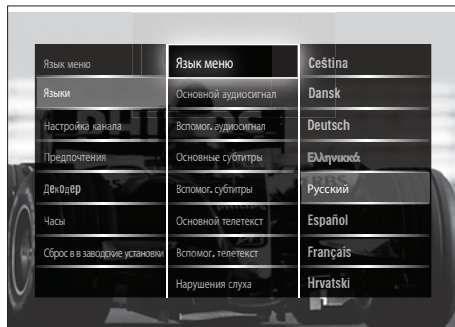 Язык меню
Языки
Настройка канала
Предпочтения
Декодер
Часы
Сброс в в заводские установки
Язык меню
Основной аудиосигнал
Вспомог. аудиосигнал
Основные субтитры
Вспомог. субтитры
Основной телетекст
Вспомог. телетекст
Нарушения слуха
Ceština
Dansk
Deutsch
Ελληνικά
Русский
Español
Français
Hrvatski